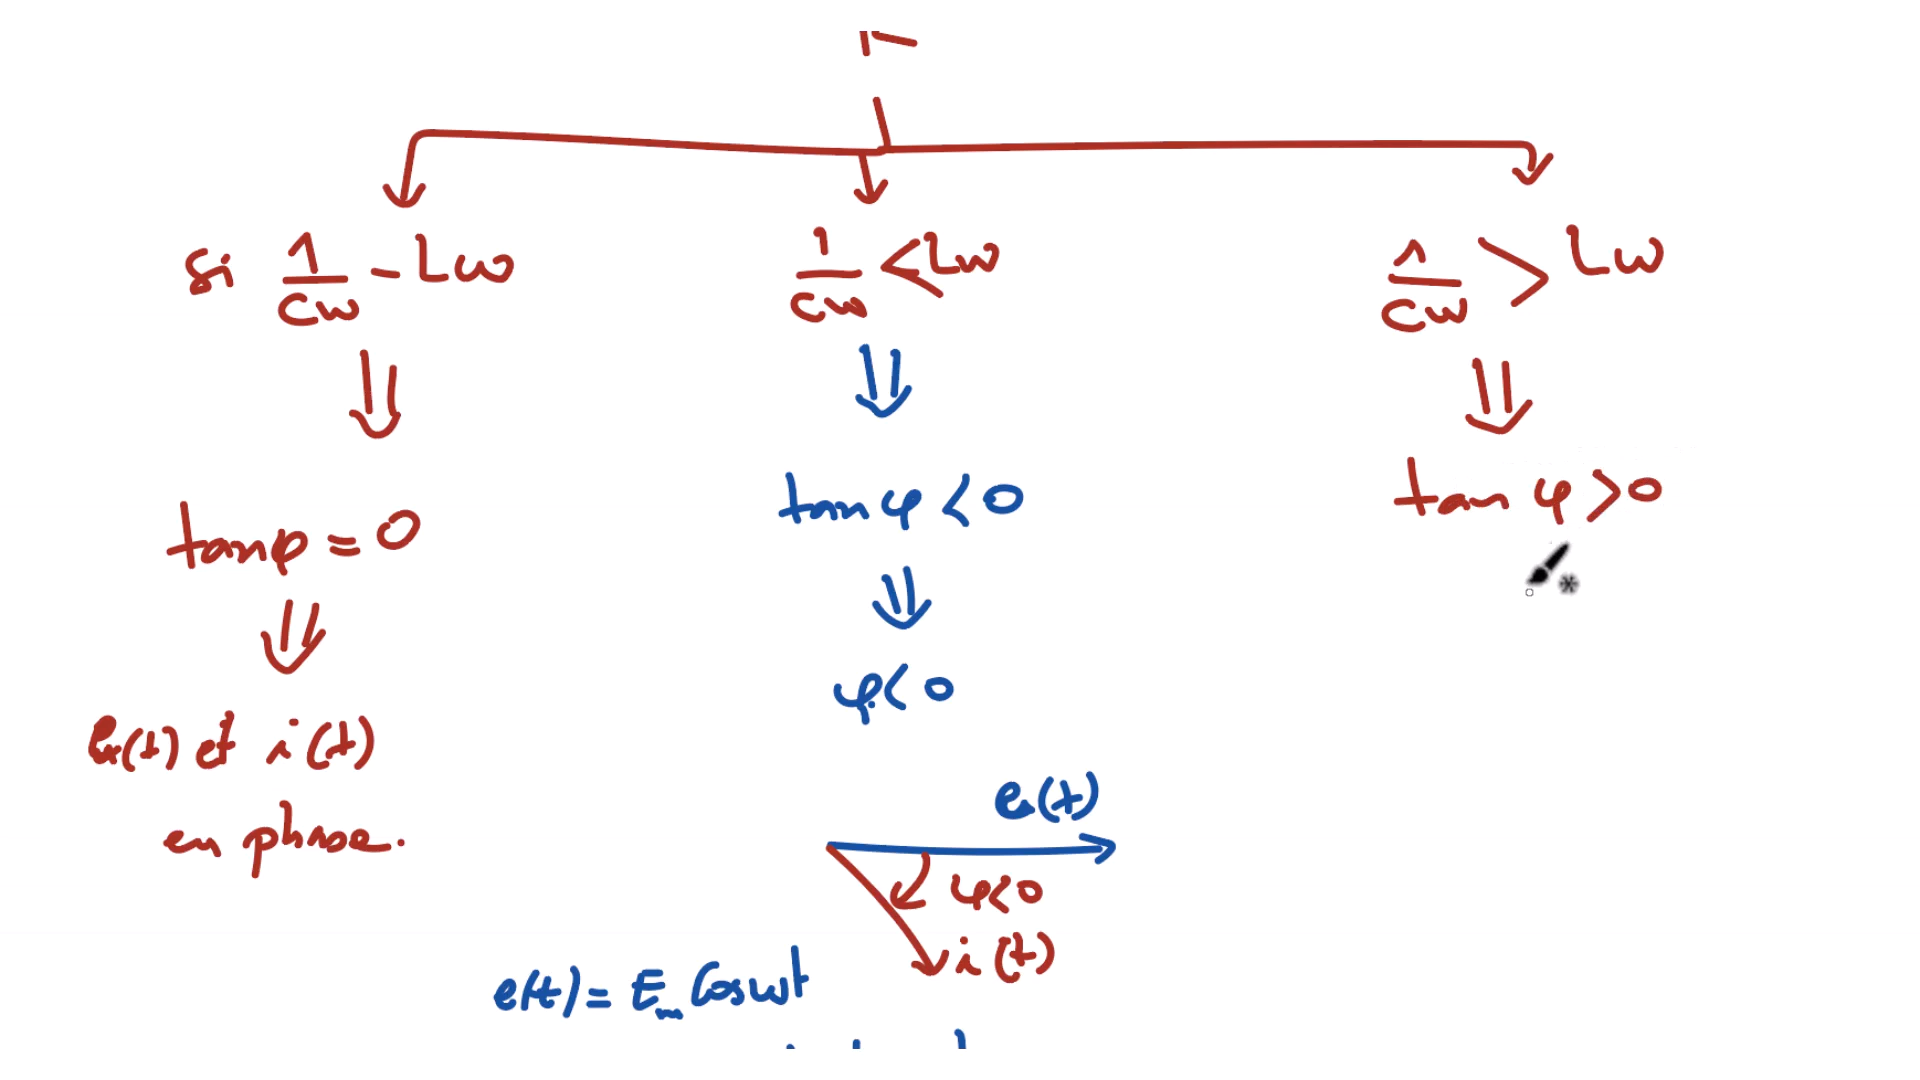 si 1/Cω - Lω
1/Cω < Lω
1/Cω > Lω
tan φ = 0
tan φ < 0
tan φ > 0
φ < 0
e(t) et i(t)
en phase.
e(t)
φ < 0
i(t)
e(t) = Em Cos ωt